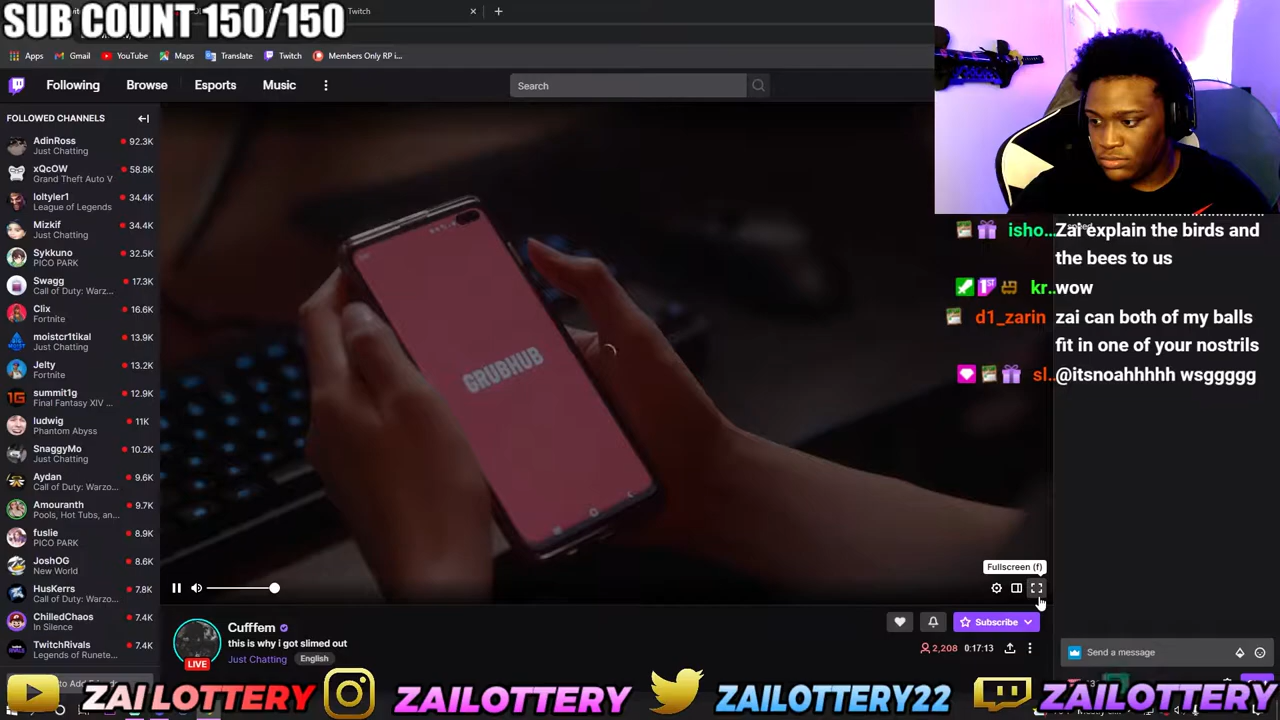 SUB COUNT 150/150
Twitch
Apps
Gmail
YouTube
Maps
Translate
Twitch
Members Only RP i...
Following
Browse
Esports
Music
Search
FOLLOWED CHANNELS
AdinRoss
Just Chatting
92.3K
xQcOW
Grand Theft Auto V
58.8K
loltyler1
League of Legends
34.4K
Mizkif
Just Chatting
34.4K
Sykkuno
PICO PARK
32.5K
Swagg
Call of Duty: Warz...
17.3K
Clix
Fortnite
16.6K
moistcr1tikal
Just Chatting
13.9K
Jelty
Fortnite
13.2K
summit1g
Final Fantasy XIV ...
12.9K
ludwig
Phantom Abyss
11K
SnaggyMo
Just Chatting
10.2K
Aydan
Call of Duty: Warzo...
9.6K
Amouranth
Pools, Hot Tubs, an...
9.7K
fuslie
PICO PARK
8.9K
JoshOG
New World
8.6K
HusKerrs
Call of Duty: Warzo...
7.8K
ChilledChaos
In Silence
7.4K
TwitchRivals
Legends of Runete...
7.4K
GRUBHUB
Fullscreen (f)
Cufffem
this is why i got slimed out
Just Chatting
English
LIVE
Subscribe
2,208
0:17:13
isho... Zai explain the birds and
the bees to us
kr.. wow
d1_zarin zai can both of my balls
fit in one of your nostrils
sl.. @itsnoahhhhh wsggggg
Send a message
ZAI LOTTERY
ZAILOTTERY
ZAILOTTERY22
ZAILOTTERY